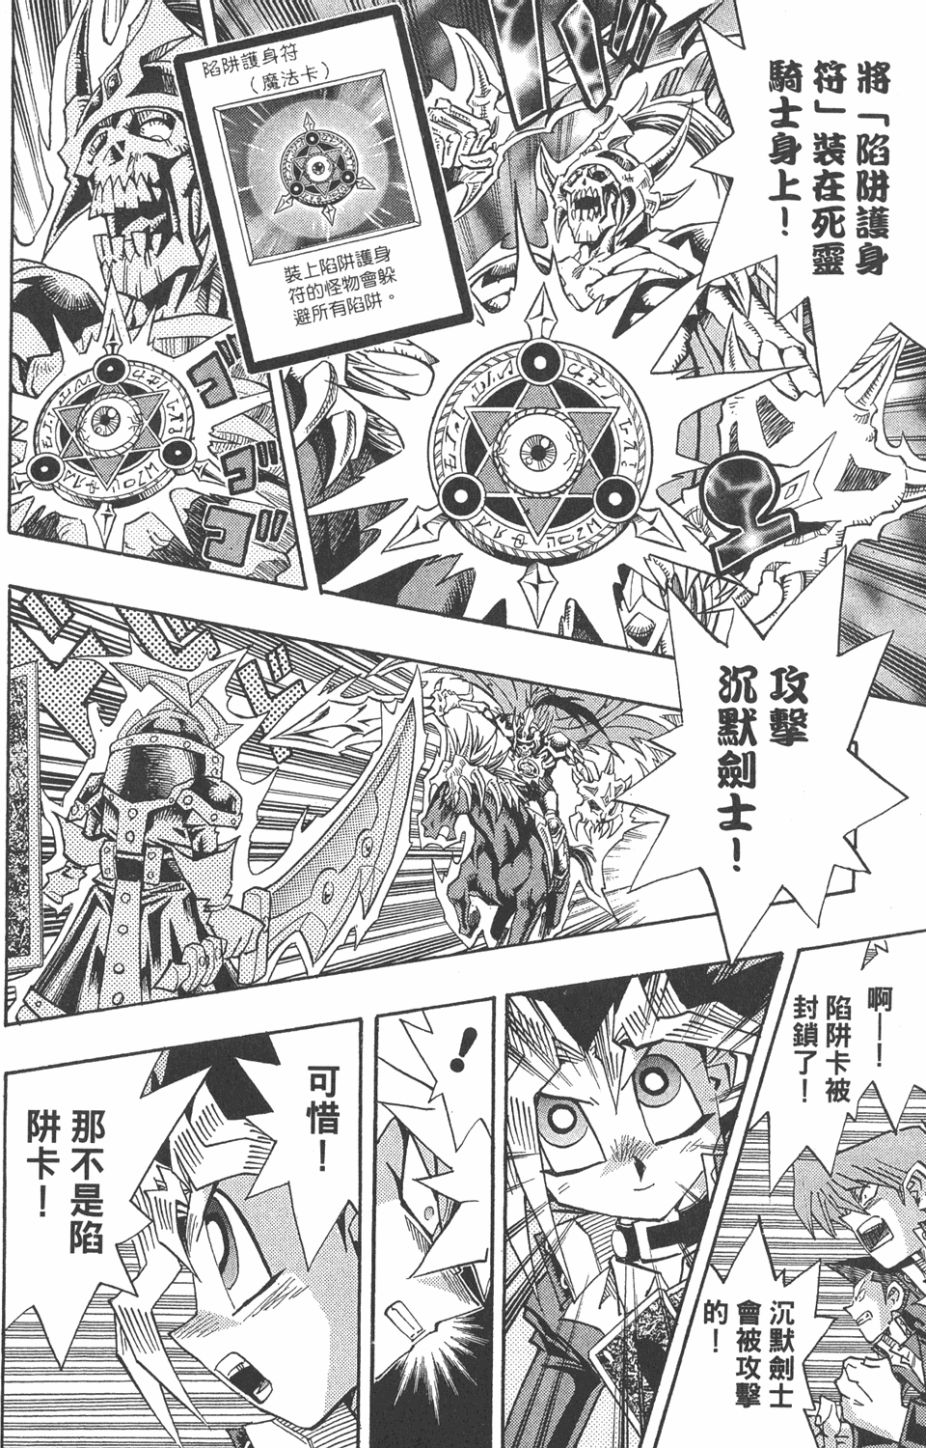 將「陷阱護身
符」裝在死靈
騎士身上！
陷阱護身符
（魔法卡）
裝上陷阱護身
符的怪物會躲
避所有陷阱。
ゴゴゴ
攻擊
沉默劍士！
啊──！
陷阱卡被
封鎖了！
沉默劍士
會被攻擊
的！
！
可惜！
那不是陷
阱卡！